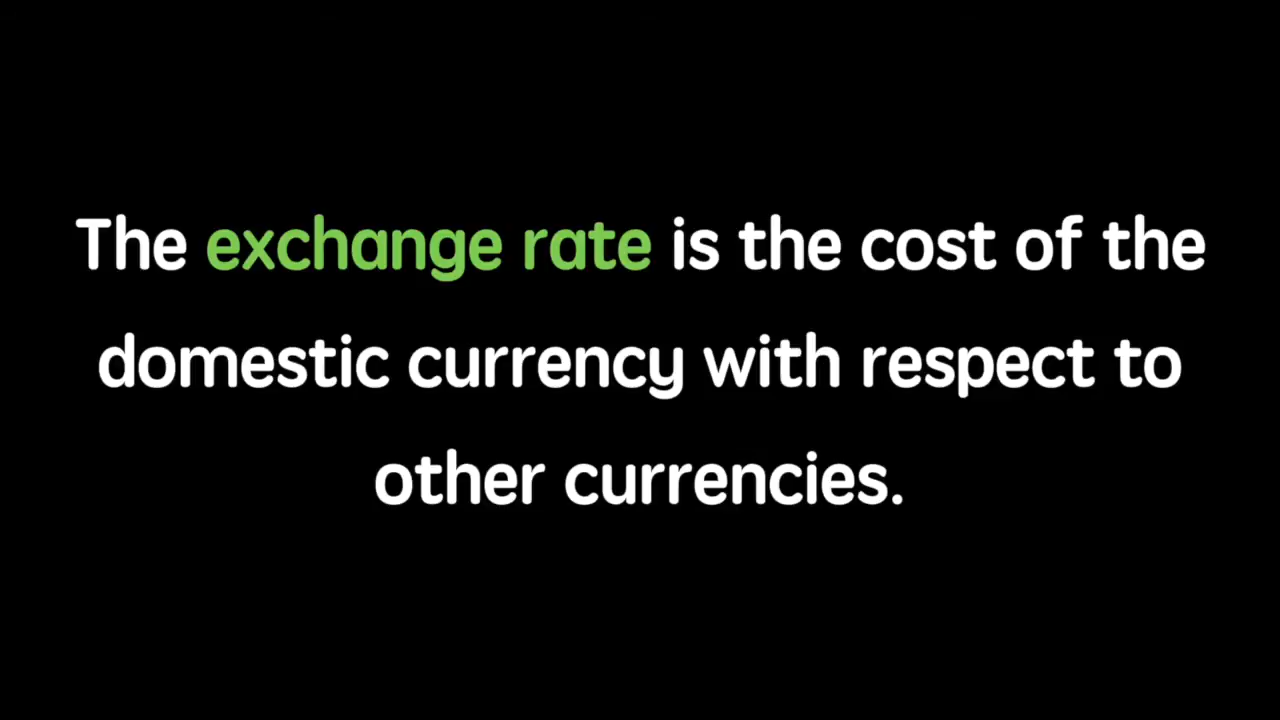 The exchange rate is the cost of the
domestic currency with respect to
other currencies.